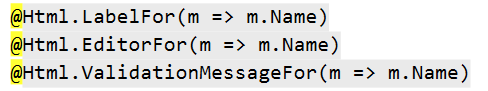 @Html.LabelFor(m => m.Name)
@Html.EditorFor(m => m.Name)
@Html.ValidationMessageFor(m => m.Name)